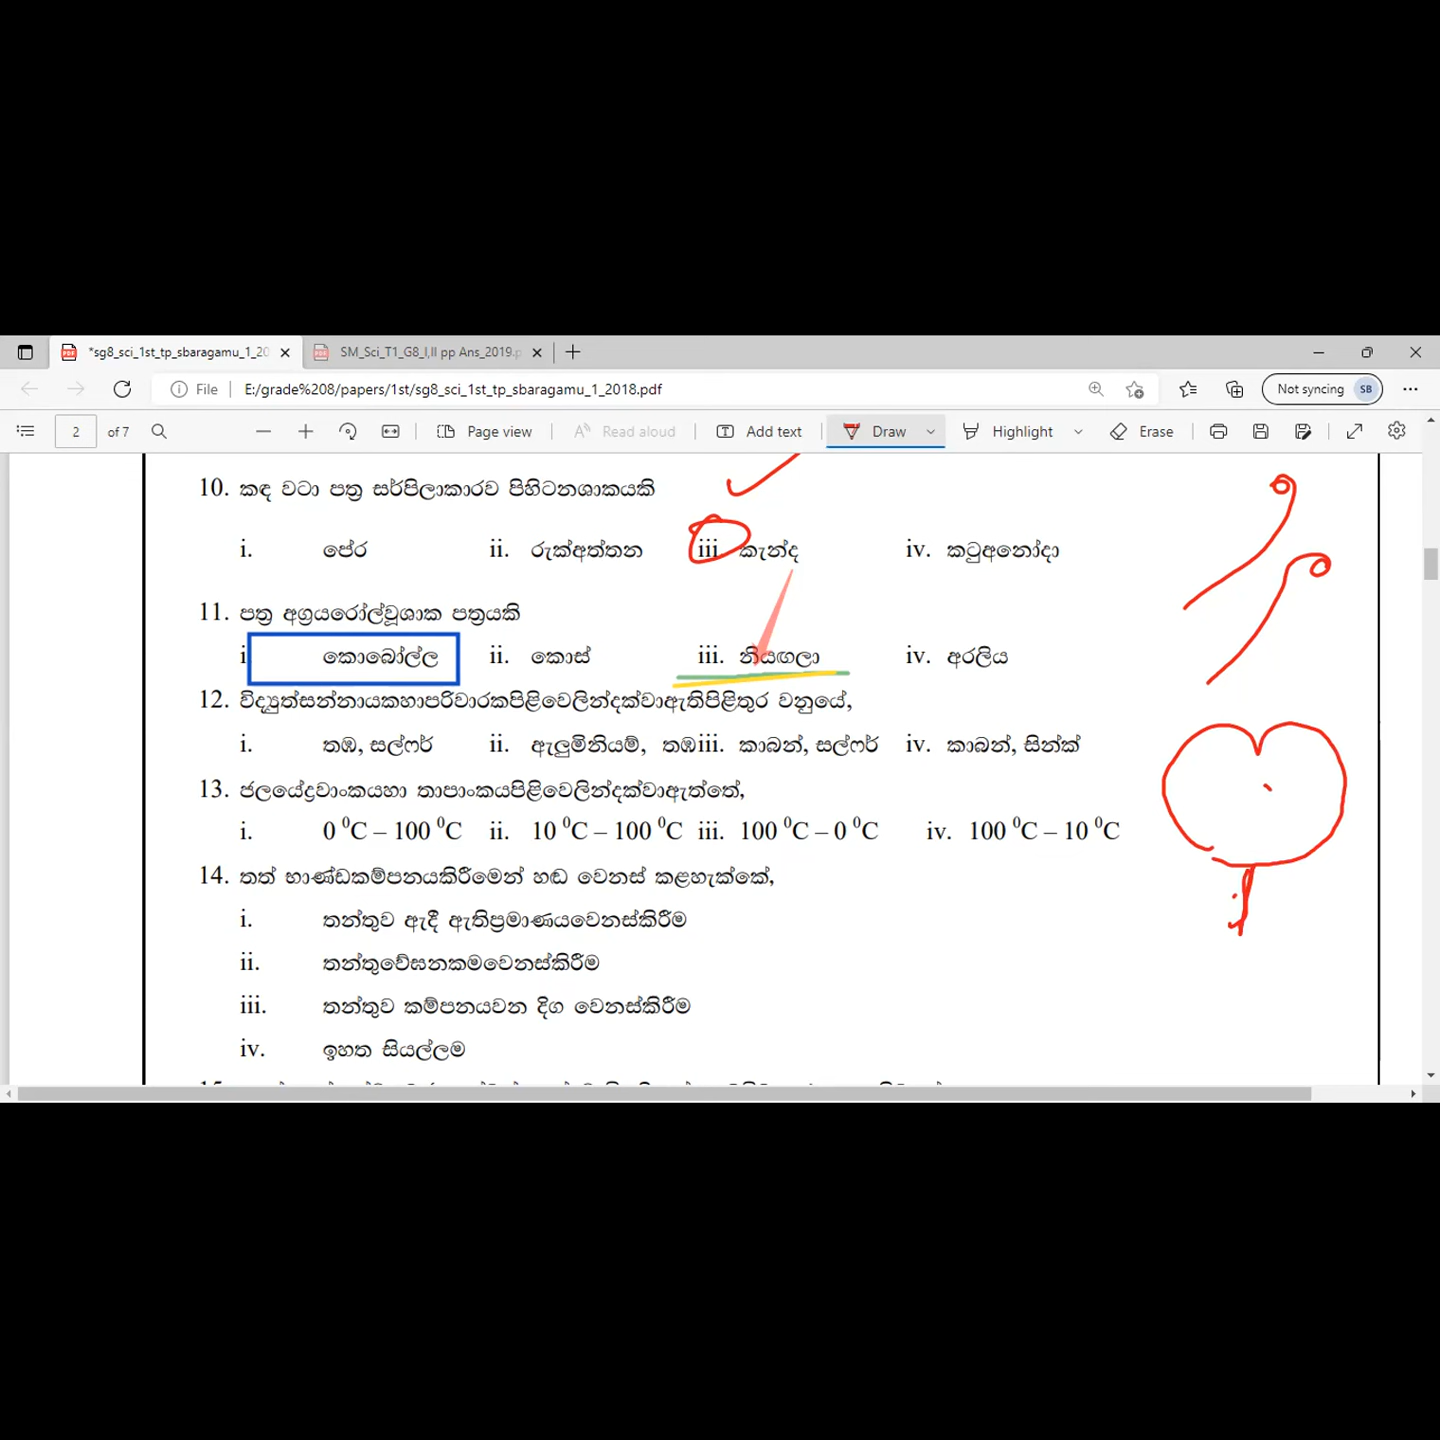 *sg8_sci_1st_tp_sbaragamu_1_20 SM_Sci_T1_G8_I,II pp Ans_2019.p
File E:/grade%208/papers/1st/sg8_sci_1st_tp_sbaragamu_1_2018.pdf Not syncing SB
2 of 7 Page view Read aloud Add text Draw Highlight Erase
10. කඳ වටා පත්‍ර සර්පිලාකාරව පිහිටනශාකයකි
i. පේර ii. රුක්අත්තන iii. කැන්ද iv. කටුඅනෝදා
11. පත්‍ර අග්‍රයරෝල්වූශාක පත්‍රයකි
i කොබෝල්ල ii. කොස් iii. නියඟලා iv. අරලිය
12. විද්‍යුත්සන්නායකහාපරිවාරකපිළිවෙලින්දක්වාඇතිපිළිතුර වනුයේ,
i. තඹ, සල්ෆර් ii. ඇලුමිනියම්, තඹ iii. කාබන්, සල්ෆර් iv. කාබන්, සින්ක්
13. ජලයේද්‍රවාංකයහා තාපාංකයපිළිවෙලින්දක්වාඇත්තේ,
i. 0 ⁰C – 100 ⁰C ii. 10 ⁰C – 100 ⁰C iii. 100 ⁰C – 0 ⁰C iv. 100 ⁰C – 10 ⁰C
14. තත් භාණ්ඩකම්පනයකිරීමෙන් හඬ වෙනස් කළහැක්කේ,
i. තන්තුව ඇදී ඇතිප්‍රමාණයවෙනස්කිරීම
ii. තන්තුවේඝනකමවෙනස්කිරීම
iii. තන්තුව කම්පනයවන දිග වෙනස්කිරීම
iv. ඉහත සියල්ලම